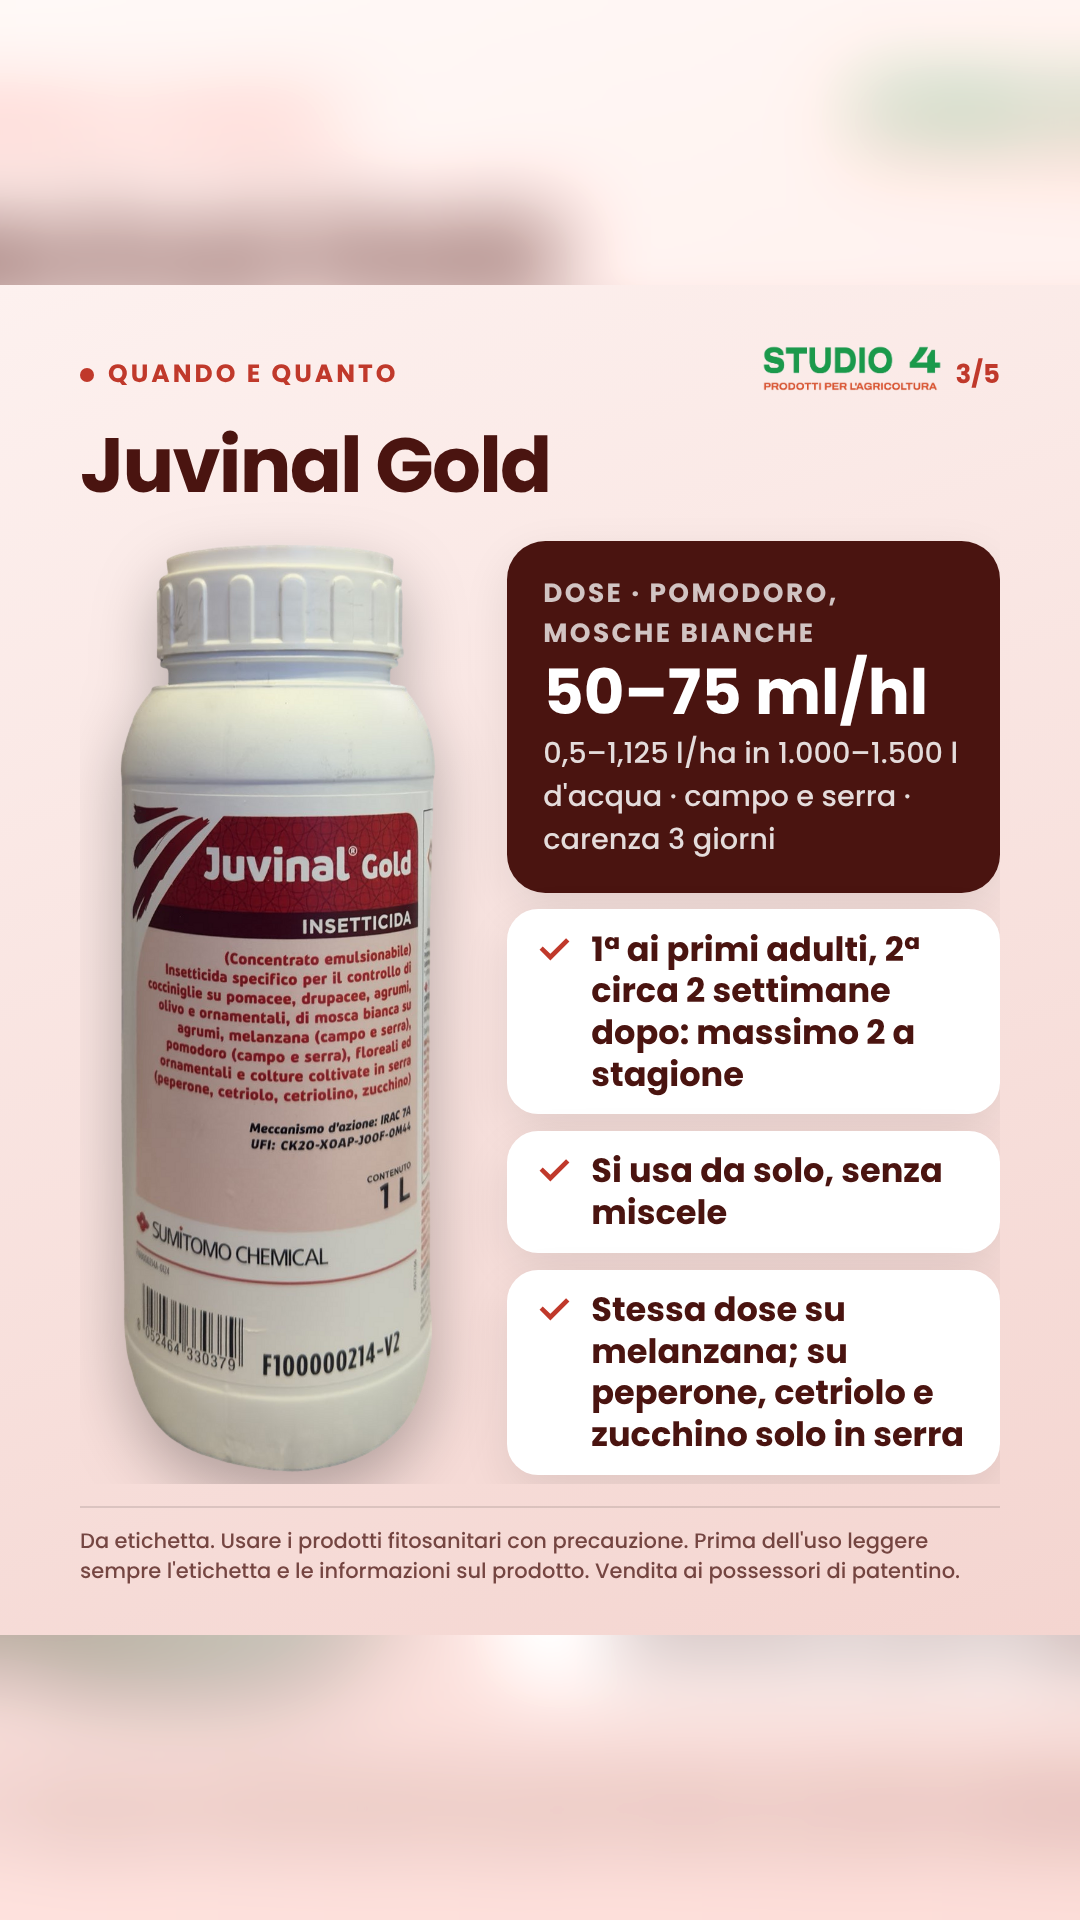 QUANDO E QUANTO
STUDIO 4
PRODOTTI PER L'AGRICOLTURA
3/5
Juvinal Gold
Juvinal® Gold
INSETTICIDA
(Concentrato emulsionabile)
Insetticida specifico per il controllo di
cocciniglie su pomacee, drupacee, agrumi,
olivo e ornamentali, di mosca bianca su
agrumi, melanzana (campo e serra),
pomodoro (campo e serra), floreali ed
ornamentali e colture coltivate in serra
(peperone, cetriolo, cetriolino, zucchino)
Meccanismo d'azione: IRAC 7A
UFI: CK20-X0AP-J00F-0M44
CONTENUTO
1 L
SUMITOMO CHEMICAL
8 052464 330379
F100000214-V2
DOSE · POMODORO,
MOSCHE BIANCHE
50–75 ml/hl
0,5–1,125 l/ha in 1.000–1.500 l
d'acqua · campo e serra ·
carenza 3 giorni
1ª ai primi adulti, 2ª
circa 2 settimane
dopo: massimo 2 a
stagione
Si usa da solo, senza
miscele
Stessa dose su
melanzana; su
peperone, cetriolo e
zucchino solo in serra
Da etichetta. Usare i prodotti fitosanitari con precauzione. Prima dell'uso leggere
sempre l'etichetta e le informazioni sul prodotto. Vendita ai possessori di patentino.